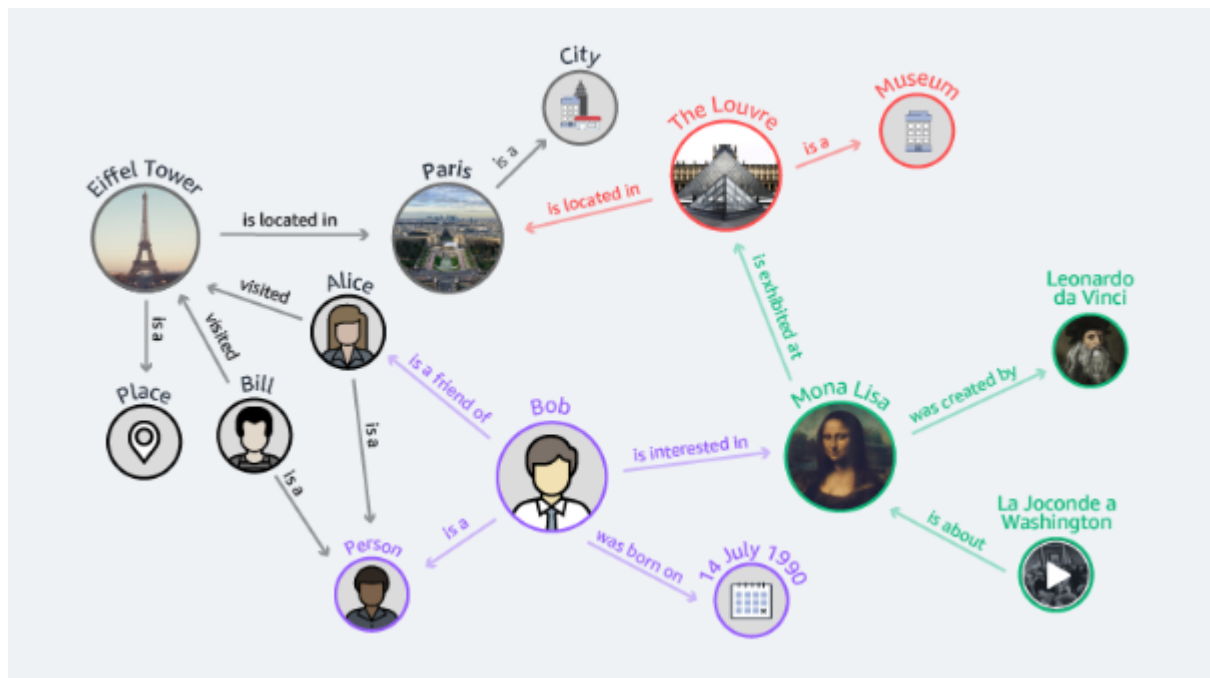 City
Museum
The Louvre
is a
is a
Eiffel Tower
Paris
is located in
is located in
visited
Alice
is exhibited at
Leonardo
da Vinci
is a
visited
is a friend of
Place
Bill
Bob
Mona Lisa
was created by
is a
is interested in
is a
La Joconde a
Washington
is about
is a
Person
was born on
14 July 1990